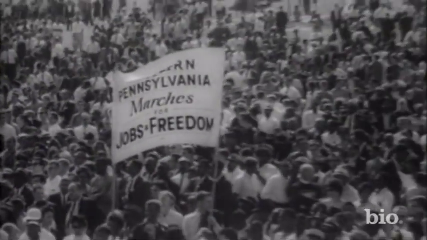 PENNSYLVANIA
Marches
FOR
JOBS & FREEDOM
bio.